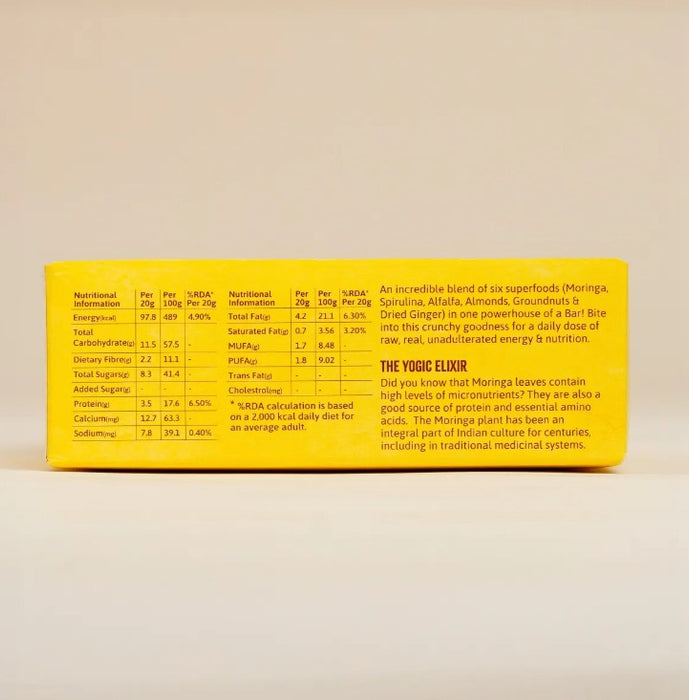 Nutritional Information Per 20g Per 100g %RDA* Per 20g
Energy(kcal) 97.8 489 4.90%
Total
Carbohydrate(g) 11.5 57.5 -
Dietary Fibre(g) 2.2 11.1 -
Total Sugars(g) 8.3 41.4 -
Added Sugar(g) - - -
Protein(g) 3.5 17.6 6.50%
Calcium(mg) 12.7 63.3 -
Sodium(mg) 7.8 39.1 0.40%
Nutritional Information Per 20g Per 100g %RDA* Per 20g
Total Fat(g) 4.2 21.1 6.30%
Saturated Fat(g) 0.7 3.56 3.20%
MUFA(g) 1.7 8.48 -
PUFA(g) 1.8 9.02 -
Trans Fat(g) - - -
Cholestrol(mg) - - -
* %RDA calculation is based
on a 2,000 kcal daily diet for
an average adult.
An incredible blend of six superfoods (Moringa,
Spirulina, Alfalfa, Almonds, Groundnuts &
Dried Ginger) in one powerhouse of a Bar! Bite
into this crunchy goodness for a daily dose of
raw, real, unadulterated energy & nutrition.
THE YOGIC ELIXIR
Did you know that Moringa leaves contain
high levels of micronutrients? They are also a
good source of protein and essential amino
acids. The Moringa plant has been an
integral part of Indian culture for centuries,
including in traditional medicinal systems.